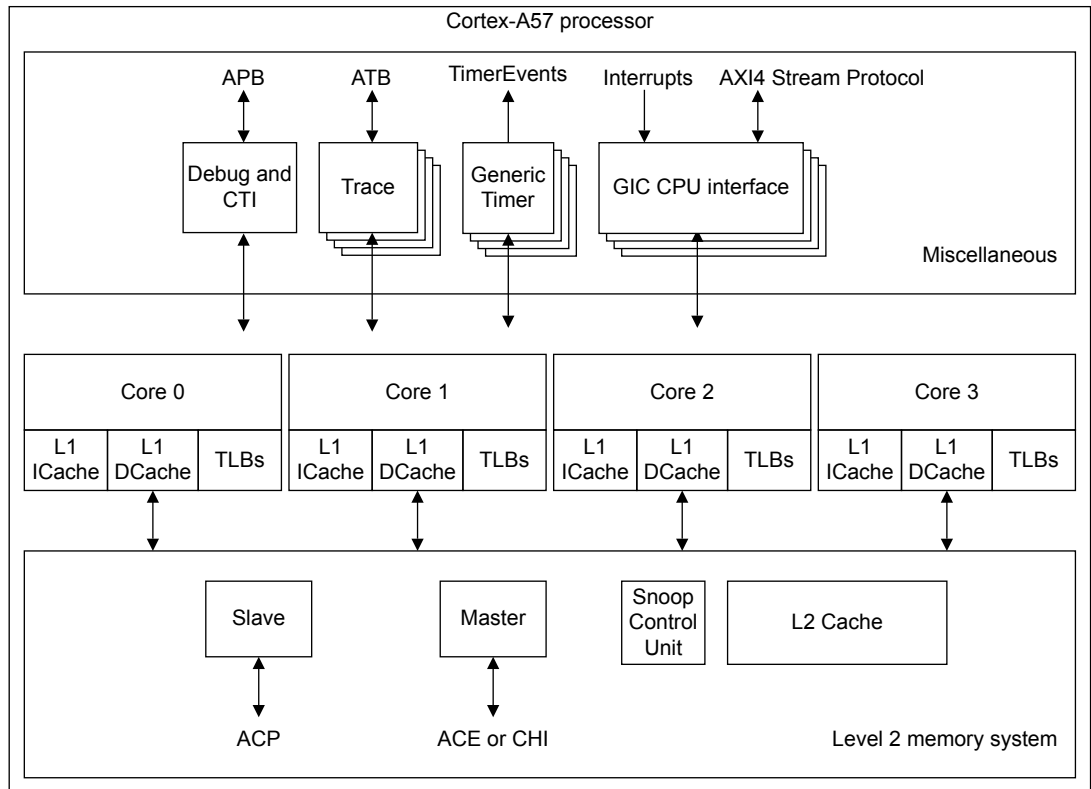 Cortex-A57 processor
APB ATB TimerEvents Interrupts AXI4 Stream Protocol
Debug and
CTI
Trace
Generic
Timer
GIC CPU interface
Miscellaneous
Core 0 Core 1 Core 2 Core 3
L1 L1 L1 L1 L1 L1 L1 L1
ICache DCache TLBs ICache DCache TLBs ICache DCache TLBs ICache DCache TLBs
Slave
Master
Snoop
Control
Unit
L2 Cache
ACP ACE or CHI Level 2 memory system